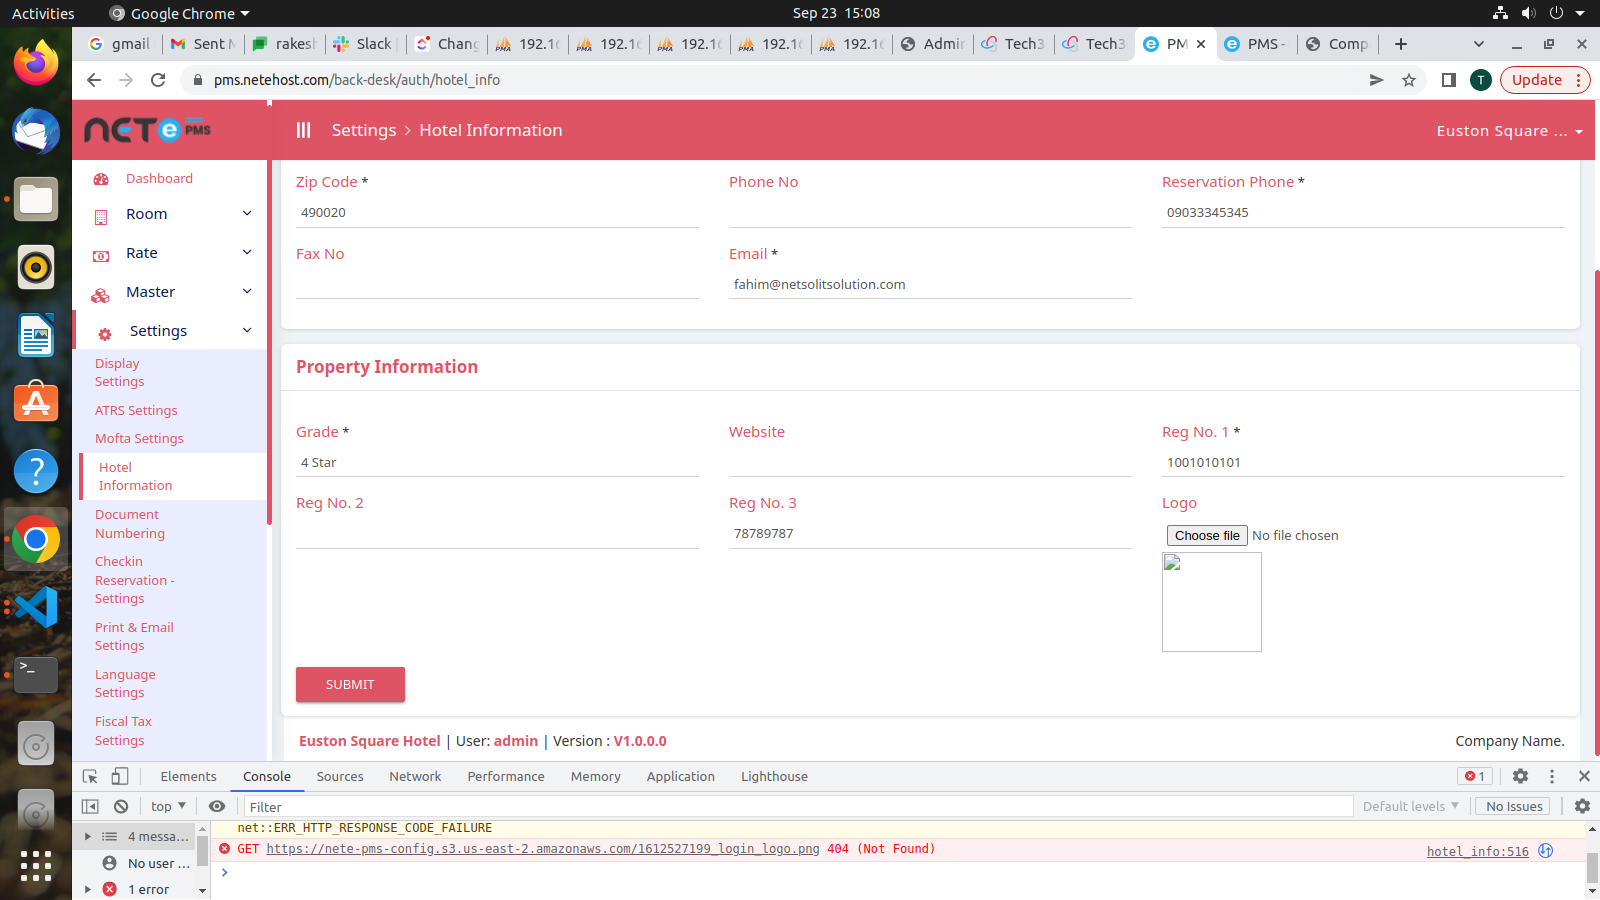 Activities
Google Chrome
Sep 23 15:08
gmail
Sent M
rakesh
Slack
Chang
192.16
192.16
192.16
192.16
192.16
Admin
Tech3
Tech3
PM
PMS -
Comp
pms.netehost.com/back-desk/auth/hotel_info
T
Update
NETe PMS
Settings > Hotel Information
Euston Square ...
Dashboard
Room
Rate
Master
Settings
Display
Settings
ATRS Settings
Mofta Settings
Hotel
Information
Document
Numbering
Checkin
Reservation -
Settings
Print & Email
Settings
Language
Settings
Fiscal Tax
Settings
Zip Code *
Phone No
Reservation Phone *
490020
09033345345
Fax No
Email *
fahim@netsolitsolution.com
Property Information
Grade *
Website
Reg No. 1 *
4 Star
1001010101
Reg No. 2
Reg No. 3
Logo
78789787
Choose file No file chosen
SUBMIT
Euston Square Hotel | User: admin | Version : V1.0.0.0
Company Name.
Elements
Console
Sources
Network
Performance
Memory
Application
Lighthouse
1
top
Filter
Default levels
No Issues
4 messa...
No user ...
1 error
net::ERR_HTTP_RESPONSE_CODE_FAILURE
GET https://nete-pms-config.s3.us-east-2.amazonaws.com/1612527199_login_logo.png 404 (Not Found)
hotel_info:516